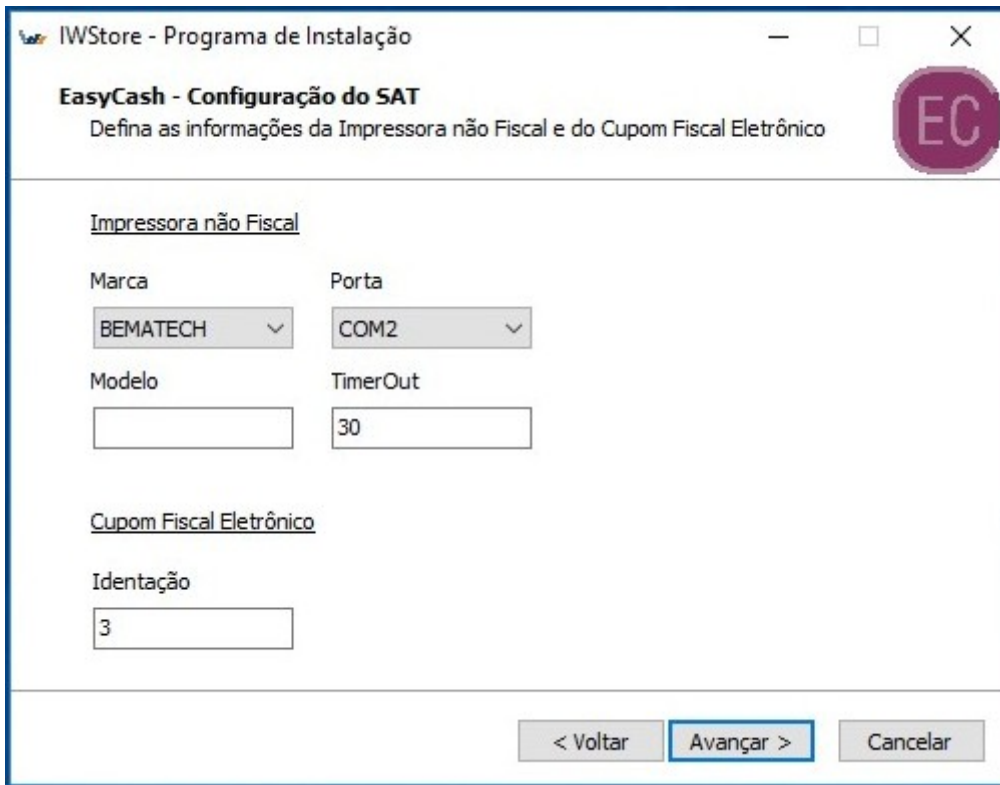 IWStore - Programa de Instalação
EasyCash - Configuração do SAT
Defina as informações da Impressora não Fiscal e do Cupom Fiscal Eletrônico
EC
Impressora não Fiscal
Marca Porta
BEMATECH COM2
Modelo TimerOut
30
Cupom Fiscal Eletrônico
Identação
3
< Voltar Avançar > Cancelar